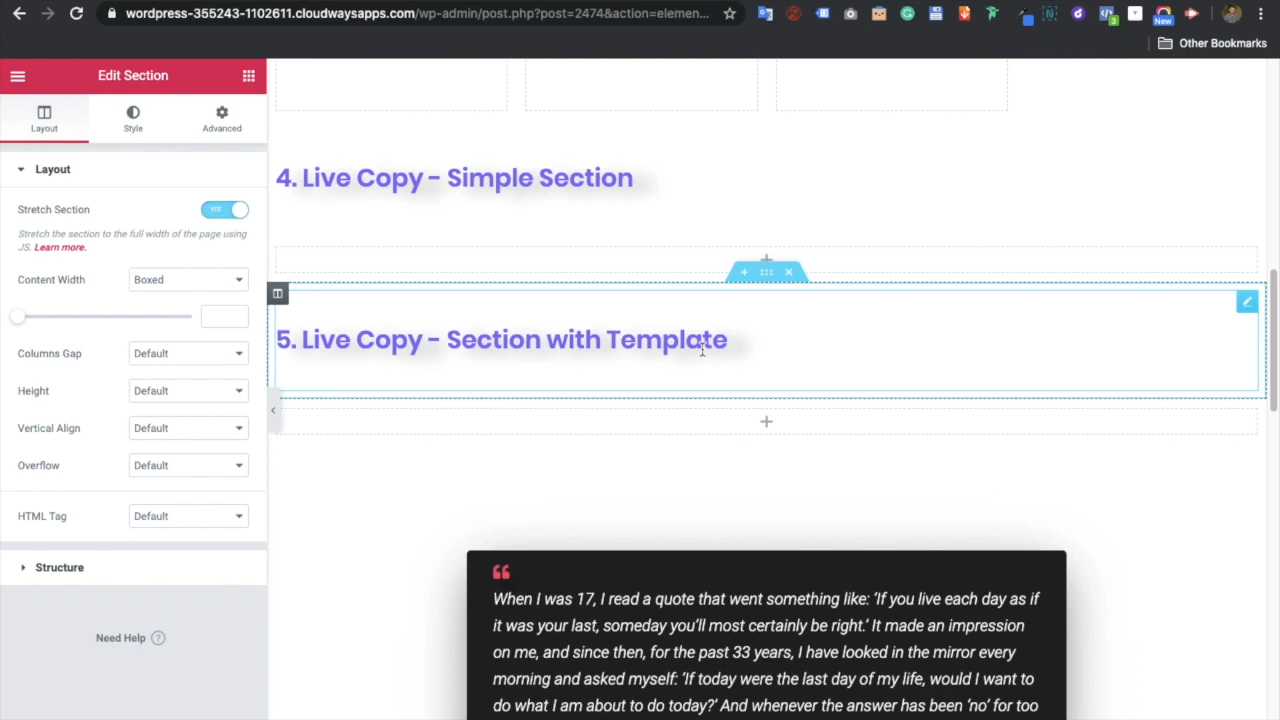 wordpress-355243-1102611.cloudwaysapps.com/wp-admin/post.php?post=2474&action=elemen...
3
New
Other Bookmarks
Edit Section
Layout
Style
Advanced
Layout
Stretch Section
YES
Stretch the section to the full width of the page using
JS. Learn more.
Content Width
Boxed
Columns Gap
Default
Height
Default
Vertical Align
Default
Overflow
Default
HTML Tag
Default
Structure
Need Help ?
4. Live Copy - Simple Section
5. Live Copy - Section with Template
When I was 17, I read a quote that went something like: ‘If you live each day as if
it was your last, someday you’ll most certainly be right.’ It made an impression
on me, and since then, for the past 33 years, I have looked in the mirror every
morning and asked myself: ‘If today were the last day of my life, would I want to
do what I am about to do today?’ And whenever the answer has been ‘no’ for too